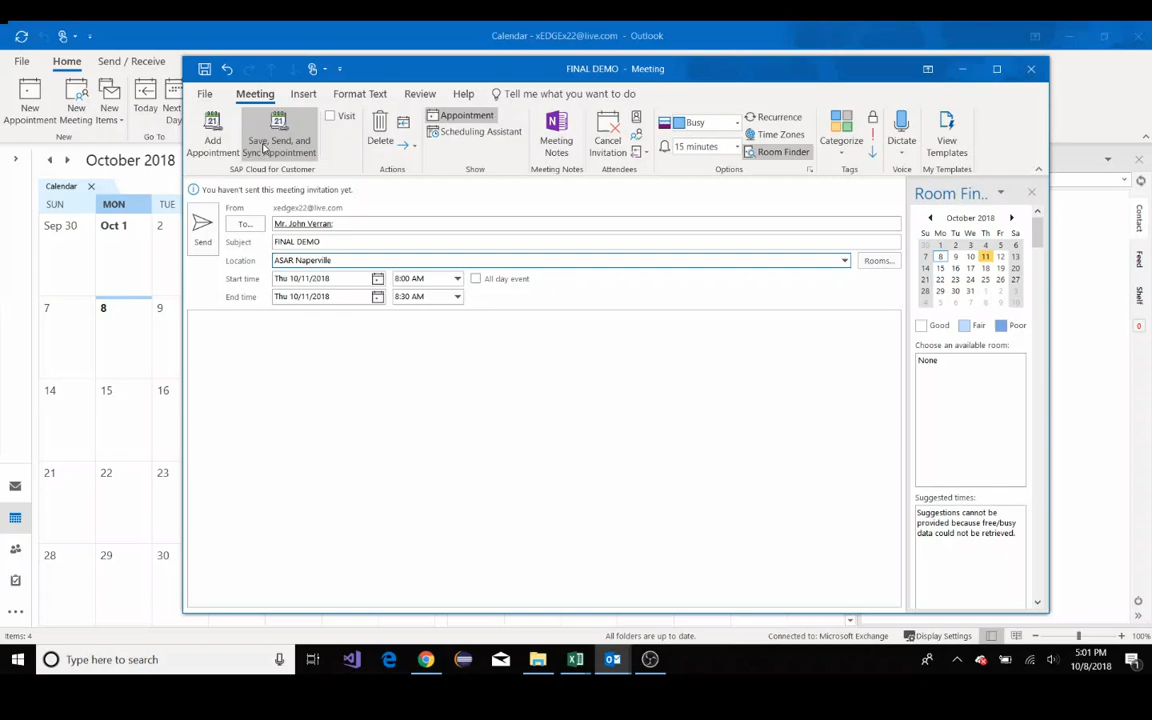 Calendar - xEDGEx22@live.com - Outlook
File Home Send / Receive
New Appointment
New Meeting
New Items
Today
Next
New
Go To
October 2018
Calendar
SUN MON TUE
Sep 30 Oct 1 2
7 8 9
14 15 16
21 22 23
28 29 30
FINAL DEMO - Meeting
File Meeting Insert Format Text Review Help Tell me what you want to do
Add Appointment
Save, Send, and Sync Appointment
Visit
SAP Cloud for Customer
Delete
Actions
Appointment
Scheduling Assistant
Show
Meeting Notes
Meeting Notes
Cancel Invitation
Attendees
Busy
15 minutes
Recurrence
Time Zones
Room Finder
Options
Categorize
Tags
Dictate
Voice
View Templates
My Templates
You haven't sent this meeting invitation yet.
Send
From xedgex22@live.com
To... Mr. John Verran;
Subject FINAL DEMO
Location ASAR Naperville Rooms...
Start time Thu 10/11/2018 8:00 AM All day event
End time Thu 10/11/2018 8:30 AM
Room Fin...
October 2018
Su Mo Tu We Th Fr Sa
30 1 2 3 4 5 6
7 8 9 10 11 12 13
14 15 16 17 18 19 20
21 22 23 24 25 26 27
28 29 30 31 1 2 3
4 5 6 7 8 9 10
Good Fair Poor
Choose an available room:
None
Suggested times:
Suggestions cannot be
provided because free/busy
data could not be retrieved.
Contact
Feed
Shelf
0
Items: 4
All folders are up to date.
Connected to: Microsoft Exchange
Display Settings
100%
Type here to search
5:01 PM
10/8/2018
1